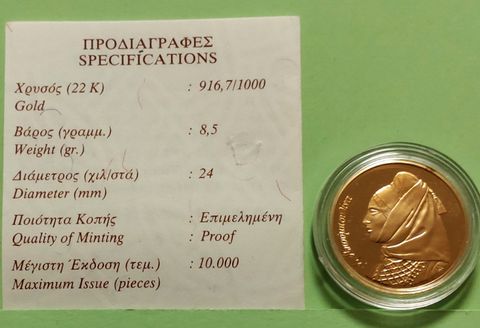 ΠΡΟΔΙΑΓΡΑΦΕΣ
SPECIFICATIONS
Χρυσός (22 Κ) : 916,7/1000
Gold
Βάρος (γραμμ.) : 8,5
Weight (gr.)
Διάμετρος (χιλ/στά) : 24
Diameter (mm)
Ποιότητα Κοπής : Επιμελημένη
Quality of Minting : Proof
Μέγίστη Έκδοση (τεμ.) : 10.000
Maximum Issue (pieces)